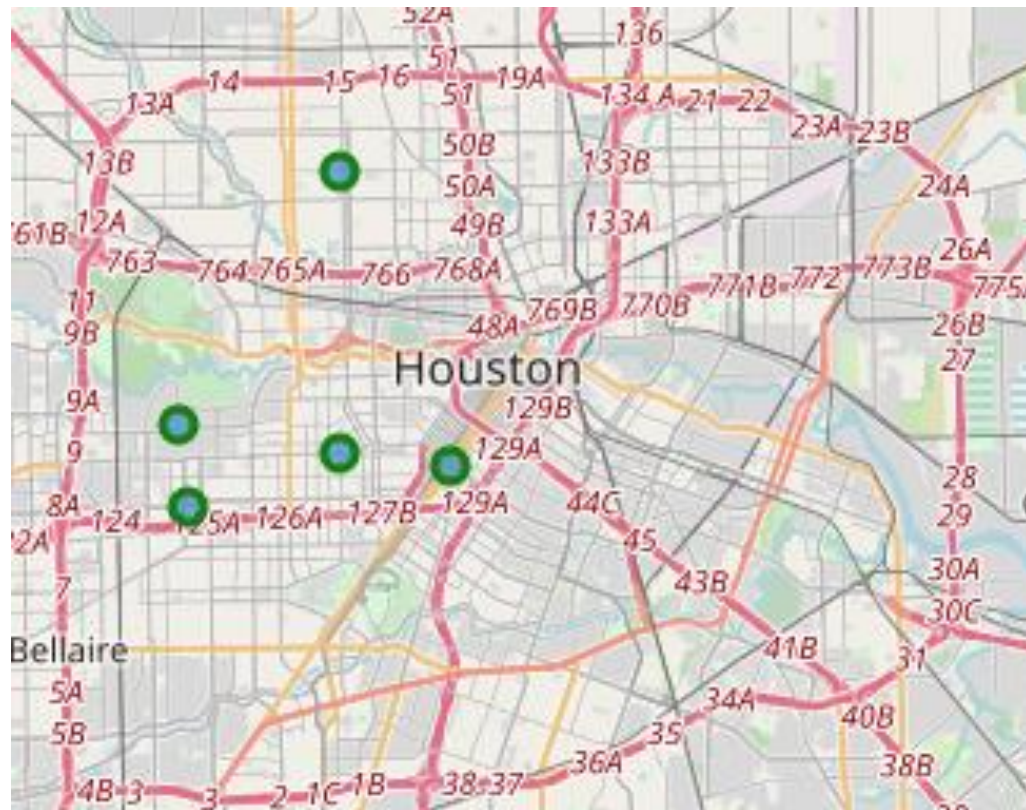 52A
136
51
14
15
16
19A
51
13A
134 A
21
22
23A
23B
13B
50B
133B
50A
24A
12A
49B
133A
761B
763
764
765A
766
768A
26A
773B
772
771B
775A
11
769B
770B
9B
48A
26B
27
Houston
9A
129B
9
129A
28
8A
124
125A
126A
127B
129A
44C
29
45
7
43B
30A
30C
Bellaire
41B
31
5A
34A
40B
5B
35
36A
38B
4B
3
3
2
1C
1B
38
37